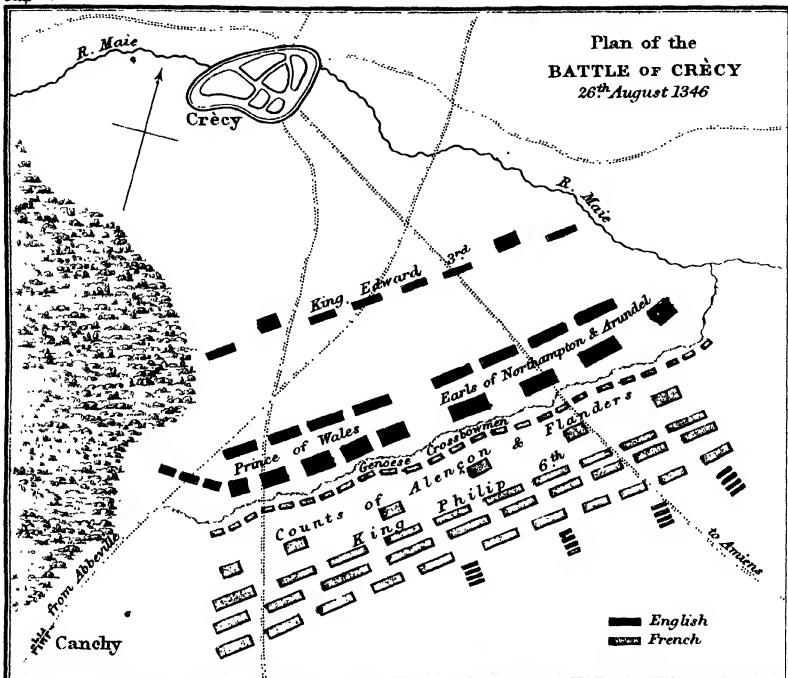 R. Maie
Plan of the
BATTLE OF CRÈCY
26th August 1346
Crècy
R. Maie
King Edward 3rd
Earls of Northampton & Arundel
Prince of Wales
Genoese Crossbowmen
Counts of Alençon & Flanders
King Philip 6th
from Abbeville
to Amiens
Canchy
English
French